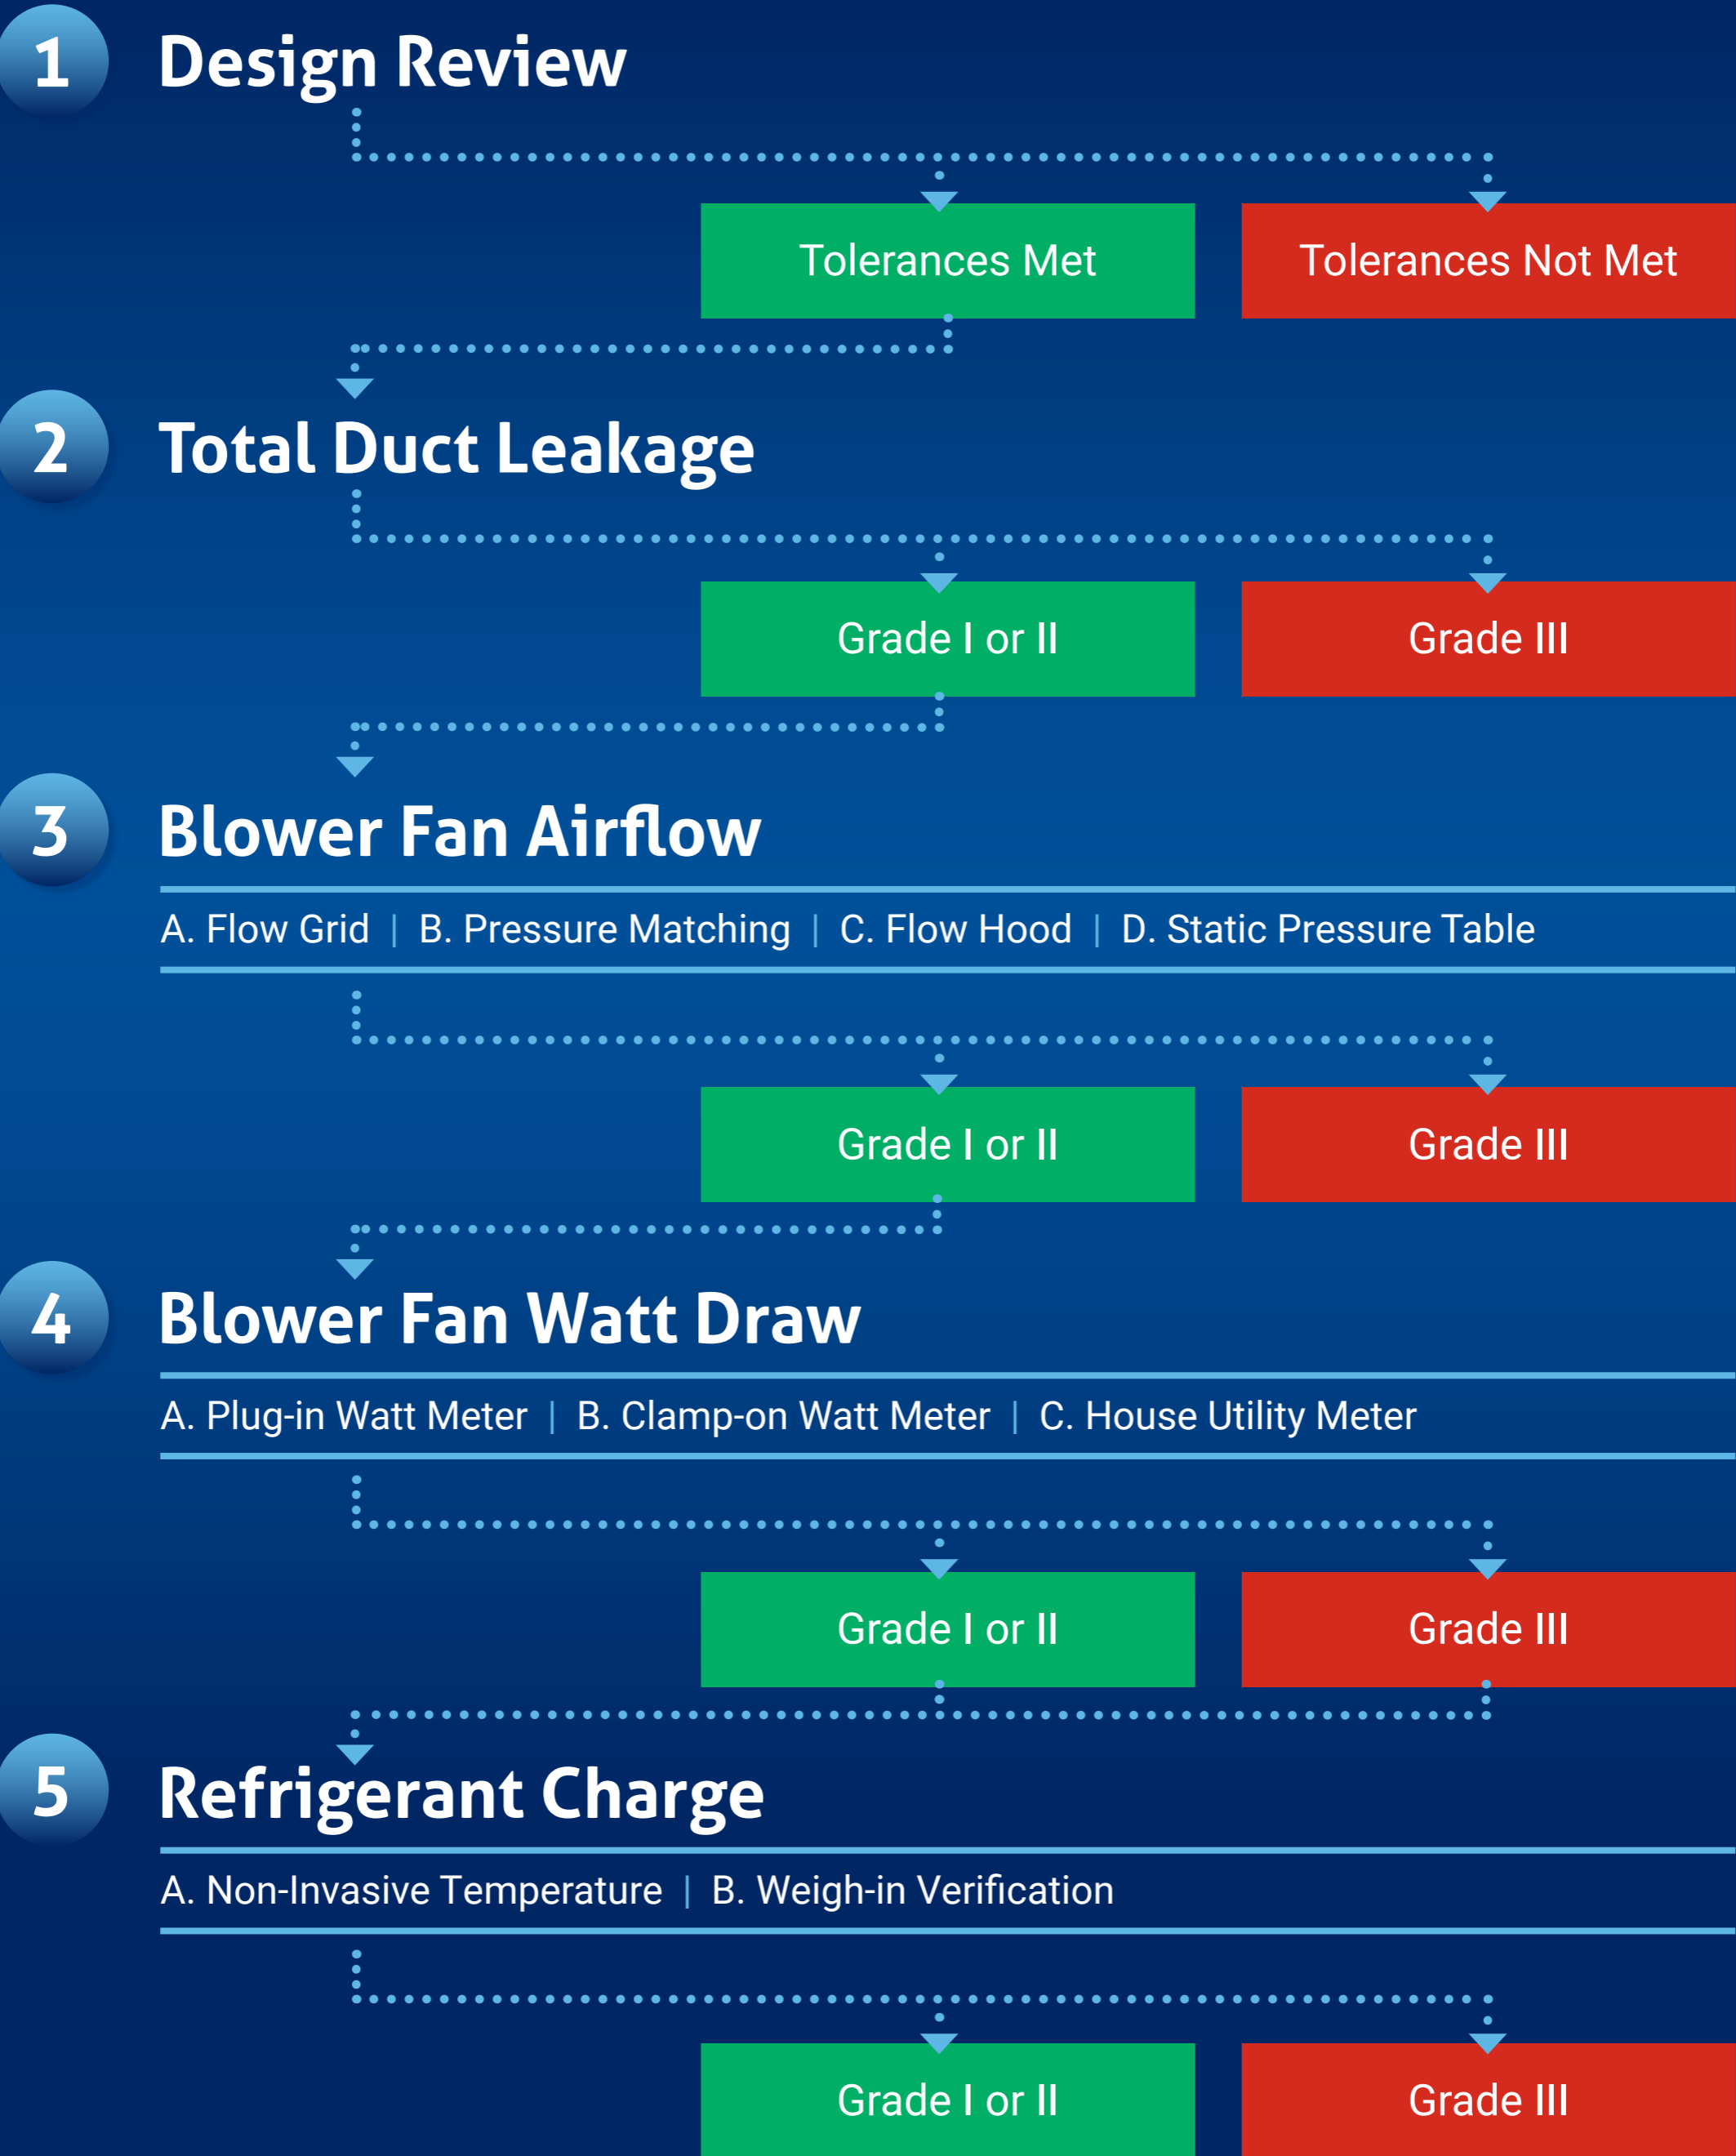 1 Design Review
Tolerances Met Tolerances Not Met
2 Total Duct Leakage
Grade I or II Grade III
3 Blower Fan Airflow
A. Flow Grid | B. Pressure Matching | C. Flow Hood | D. Static Pressure Table
Grade I or II Grade III
4 Blower Fan Watt Draw
A. Plug-in Watt Meter | B. Clamp-on Watt Meter | C. House Utility Meter
Grade I or II Grade III
5 Refrigerant Charge
A. Non-Invasive Temperature | B. Weigh-in Verification
Grade I or II Grade III